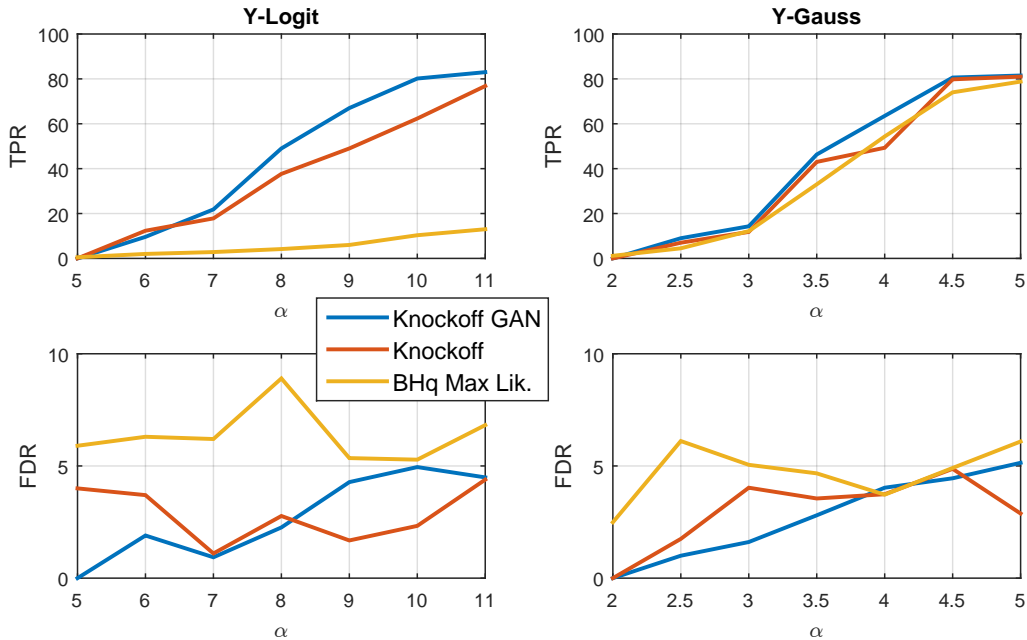 Y-Logit
100
80
60
40
20
0
TPR
5 6 7 8 9 10 11
α
Y-Gauss
100
80
60
40
20
0
TPR
2 2.5 3 3.5 4 4.5 5
α
Knockoff GAN
Knockoff
BHq Max Lik.
10
5
0
FDR
5 6 7 8 9 10 11
α
10
5
0
FDR
2 2.5 3 3.5 4 4.5 5
α